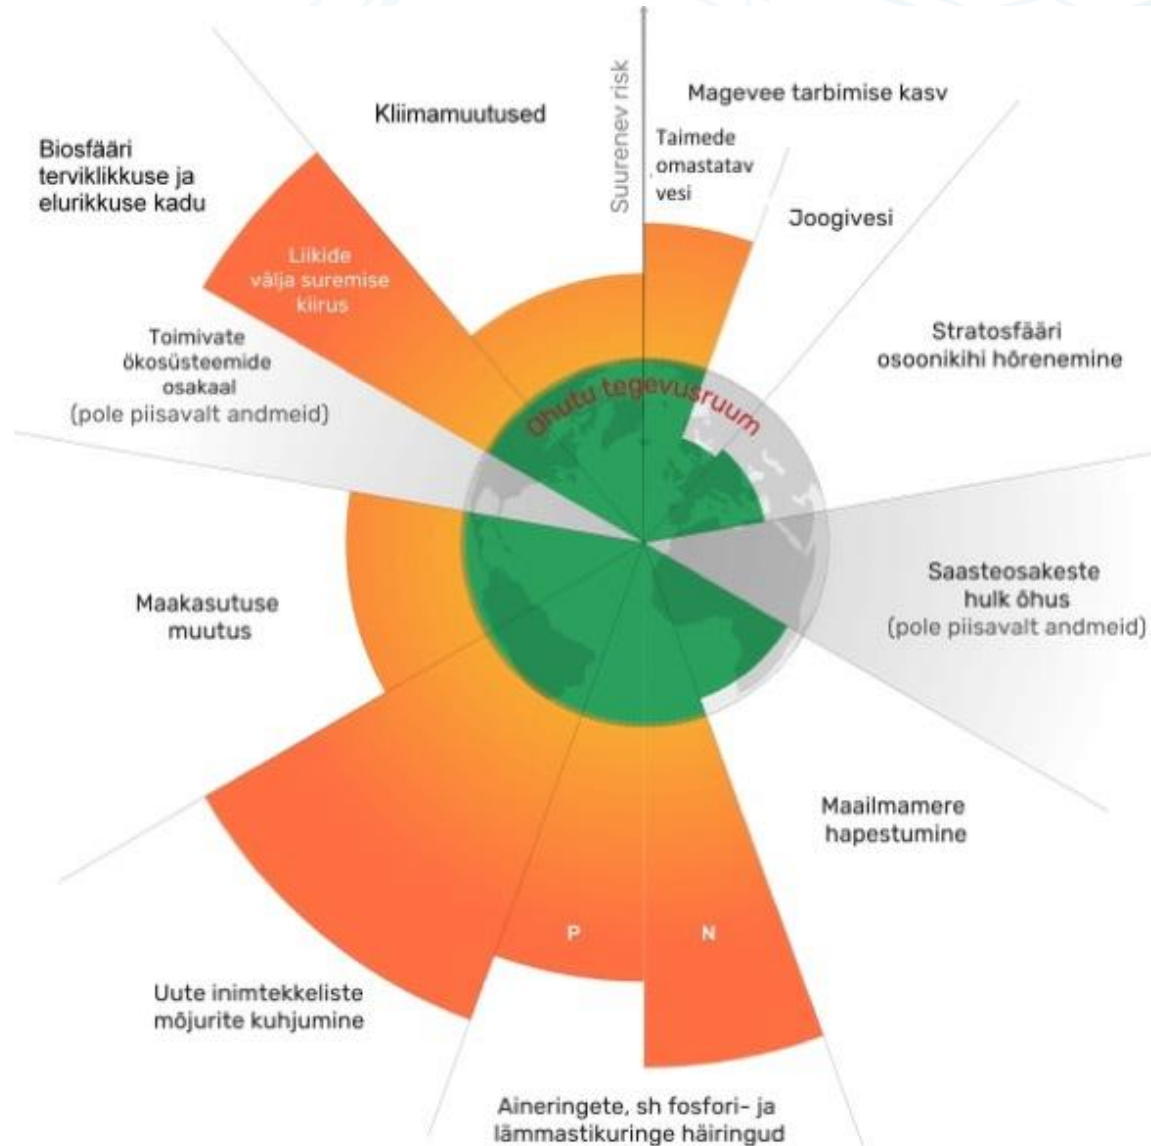 Suurenev risk
Magevee tarbimise kasv
Taimede
omastatav
vesi
Joogivesi
Stratosfääri
osoonikihi hõrenemine
Saasteosakeste
hulk õhus
(pole piisavalt andmeid)
Maailmamere
hapestumine
N
P
Aineringete, sh fosfori- ja
lämmastikuringe häiringud
Uute inimtekkeliste
mõjurite kuhjumine
Maakasutuse
muutus
Toimivate
ökosüsteemide
osakaal
(pole piisavalt andmeid)
Liikide
välja suremise
kiirus
Biosfääri
terviklikkuse ja
elurikkuse kadu
Kliimamuutused
ohutu tegevusruum